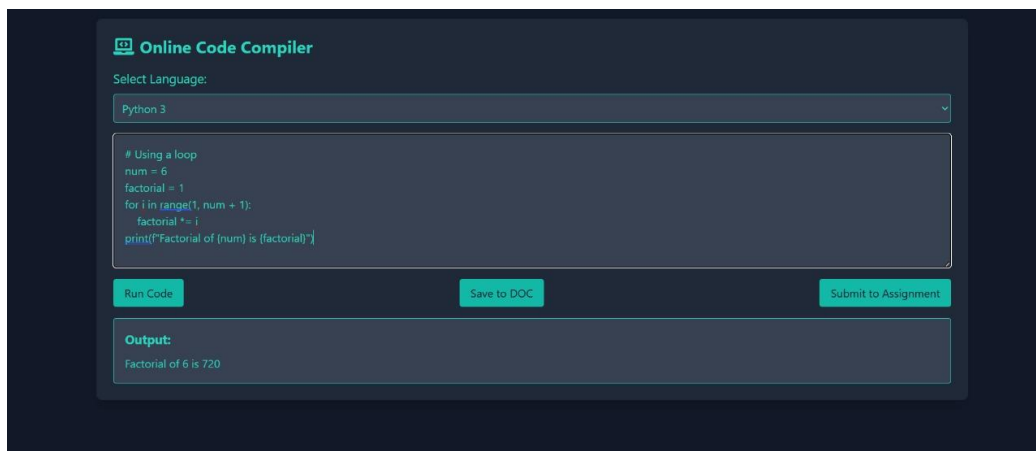 Online Code Compiler
Select Language:
Python 3
# Using a loop
num = 6
factorial = 1
for i in range(1, num + 1):
    factorial *= i
print(f"Factorial of {num} is {factorial}")
Run Code
Save to DOC
Submit to Assignment
Output:
Factorial of 6 is 720